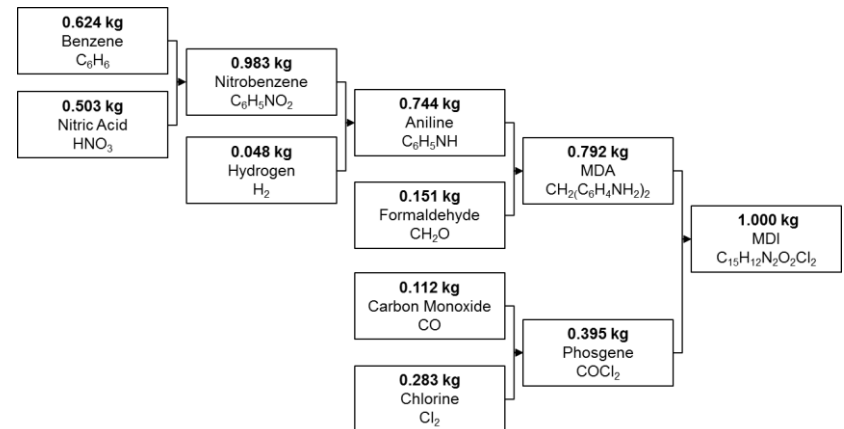 0.624 kg
Benzene
C₆H₆
0.503 kg
Nitric Acid
HNO₃
0.983 kg
Nitrobenzene
C₆H₅NO₂
0.048 kg
Hydrogen
H₂
0.744 kg
Aniline
C₆H₅NH
0.151 kg
Formaldehyde
CH₂O
0.112 kg
Carbon Monoxide
CO
0.283 kg
Chlorine
Cl₂
0.792 kg
MDA
CH₂₍C₆H₄NH₂)₂
0.395 kg
Phosgene
COCl₂
1.000 kg
MDI
C₁₅H₁₂N₂O₂Cl₂